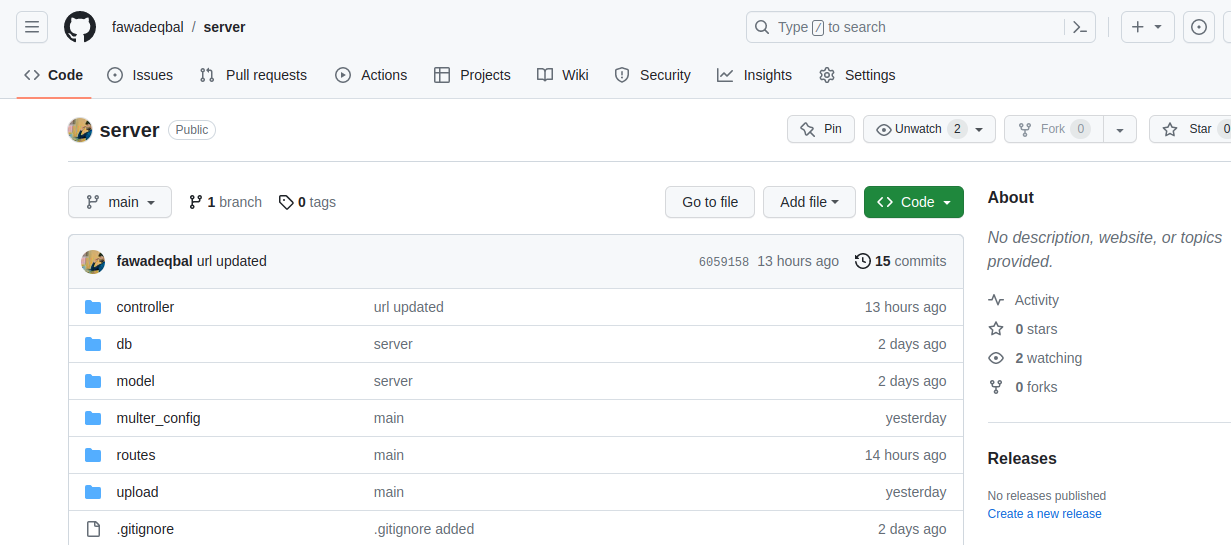 fawadeqbal / server
Type / to search
Code Issues Pull requests Actions Projects Wiki Security Insights Settings
server Public
Pin Unwatch 2 Fork 0 Star 0
main 1 branch 0 tags Go to file Add file Code
fawadeqbal url updated 6059158 13 hours ago 15 commits
controller url updated 13 hours ago
db server 2 days ago
model server 2 days ago
multer_config main yesterday
routes main 14 hours ago
upload main yesterday
.gitignore .gitignore added 2 days ago
About
No description, website, or topics
provided.
Activity
0 stars
2 watching
0 forks
Releases
No releases published
Create a new release